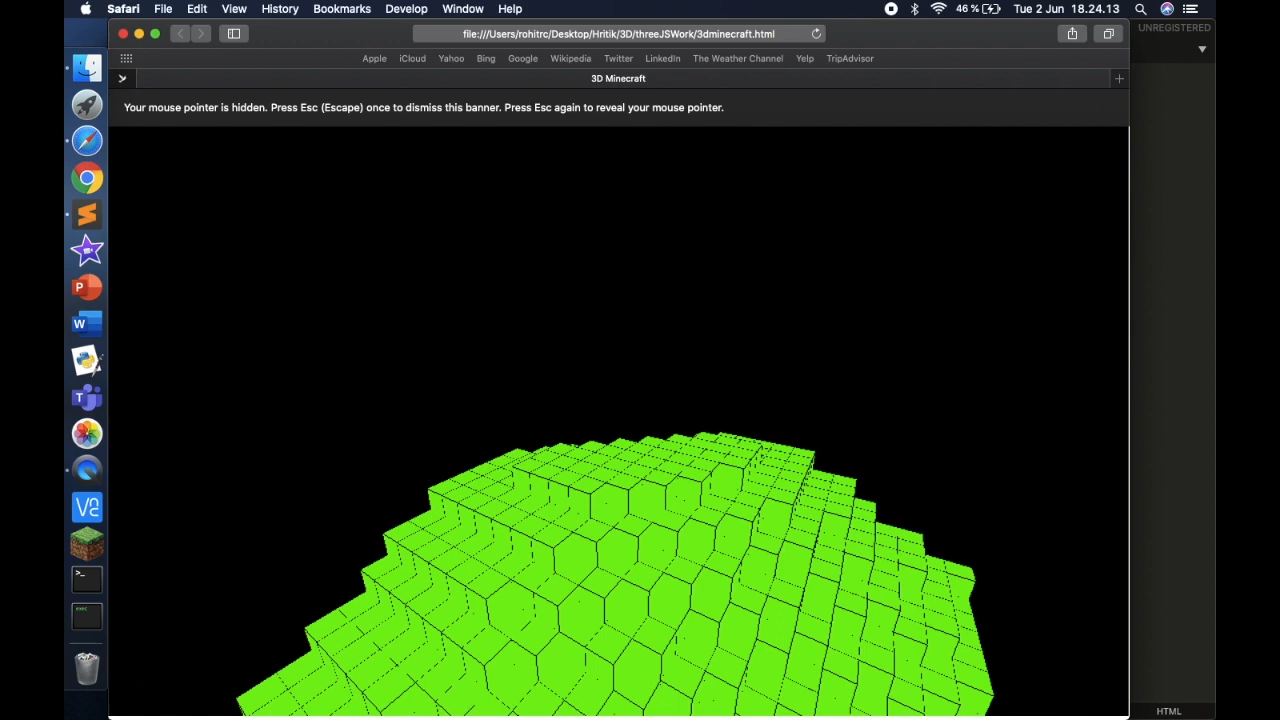 Safari File Edit View History Bookmarks Develop Window Help 46% Tue 2 Jun 18.24.13
UNREGISTERED
file:///Users/rohitrc/Desktop/Hritik/3D/threeJSWork/3dminecraft.html
Apple iCloud Yahoo Bing Google Wikipedia Twitter LinkedIn The Weather Channel Yelp TripAdvisor
3D Minecraft
Your mouse pointer is hidden. Press Esc (Escape) once to dismiss this banner. Press Esc again to reveal your mouse pointer.
P
W
T
exec
HTML